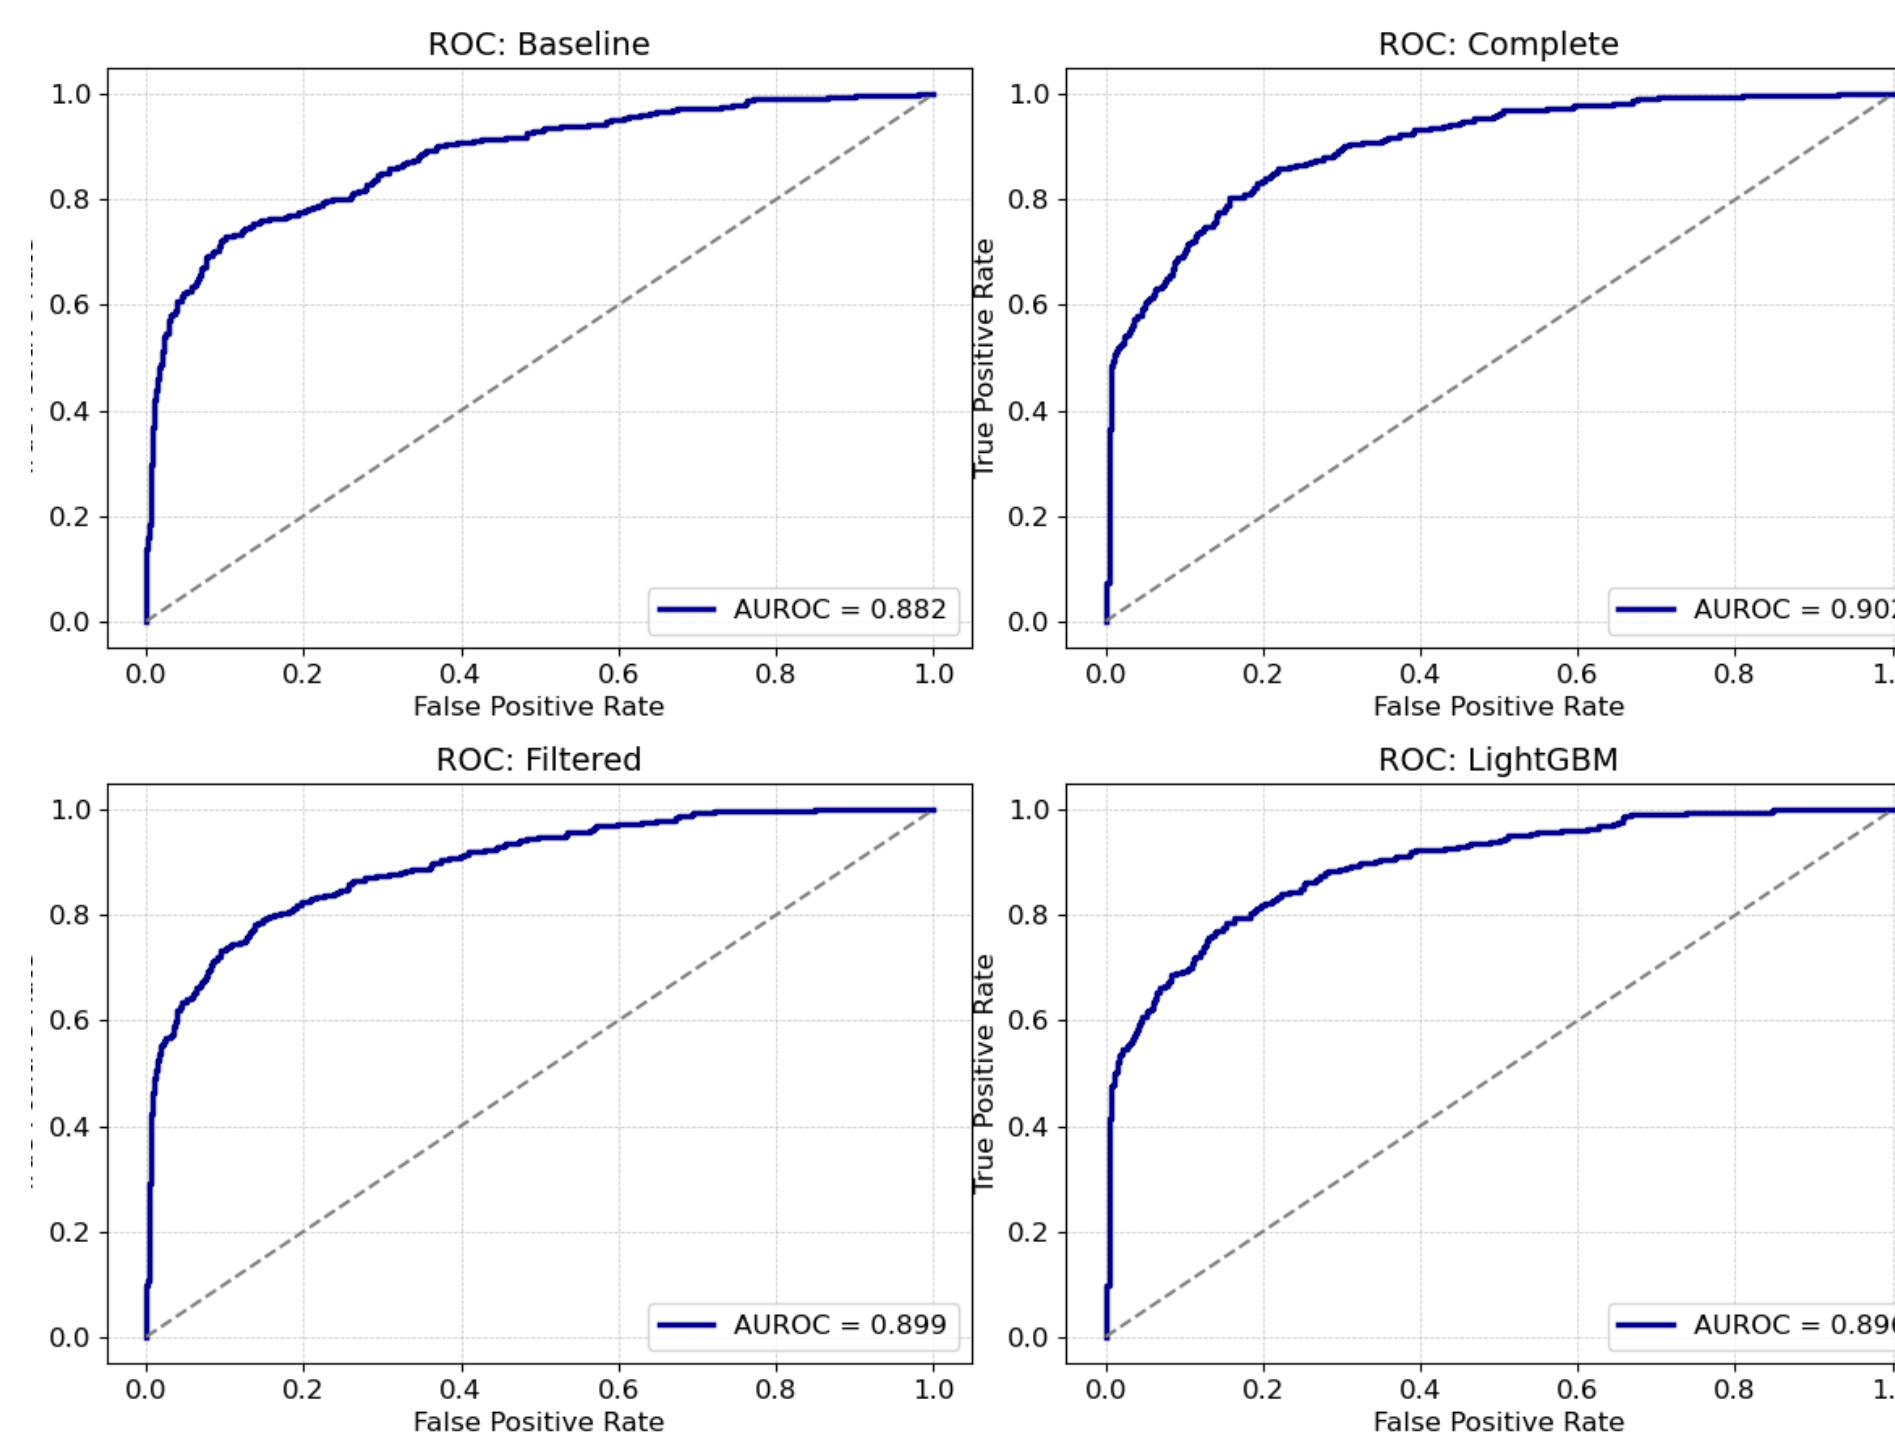 ROC: Baseline
1.0
0.8
0.6
0.4
0.2
0.0
AUROC = 0.882
0.0 0.2 0.4 0.6 0.8 1.0
False Positive Rate
ROC: Complete
True Positive Rate
1.0
0.8
0.6
0.4
0.2
0.0
AUROC = 0.902
0.0 0.2 0.4 0.6 0.8 1.
False Positive Rate
ROC: Filtered
1.0
0.8
0.6
0.4
0.2
0.0
AUROC = 0.899
0.0 0.2 0.4 0.6 0.8 1.0
False Positive Rate
ROC: LightGBM
True Positive Rate
1.0
0.8
0.6
0.4
0.2
0.0
AUROC = 0.896
0.0 0.2 0.4 0.6 0.8 1.
False Positive Rate